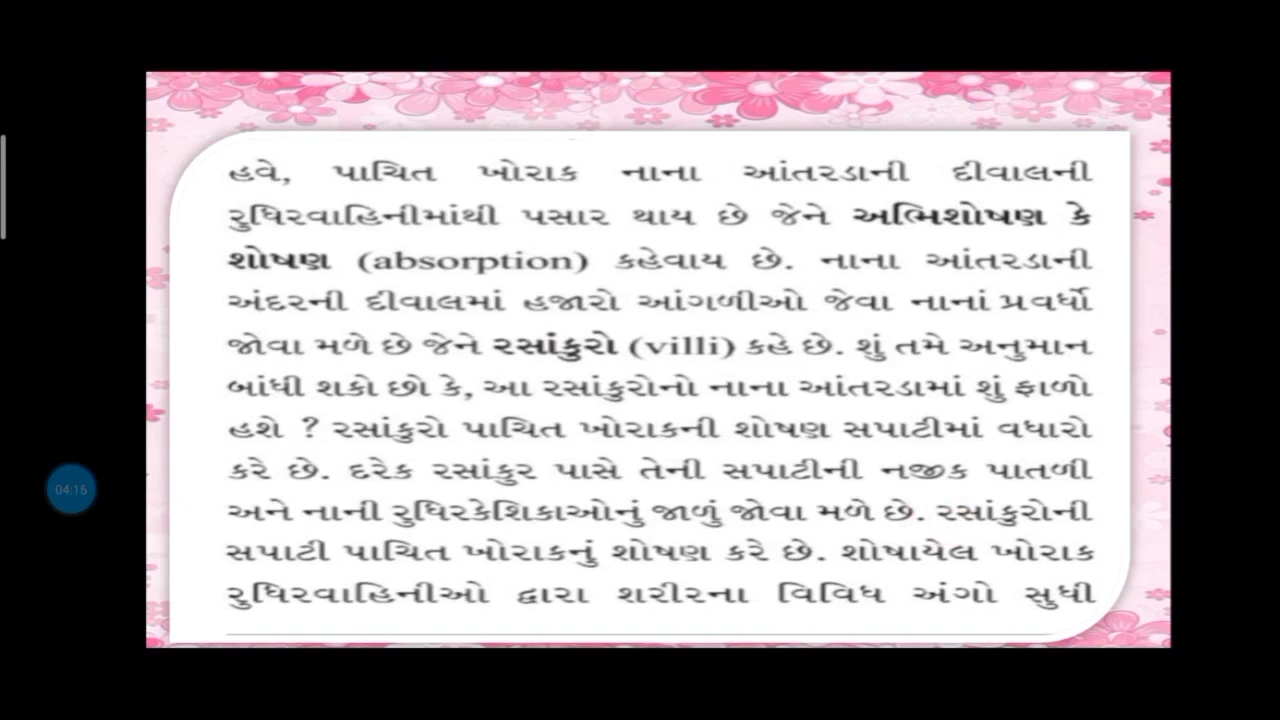 હવે, પાચિત ખોરાક નાના આંતરડાની દીવાલની
રુધિરવાહિનીમાંથી પસાર થાય છે જેને અભિશોષણ કે
શોષણ (absorption) કહેવાય છે. નાના આંતરડાની
અંદરની દીવાલમાં હજારો આંગળીઓ જેવા નાનાં પ્રવર્ધો
જોવા મળે છે જેને રસાંકુરો (villi) કહે છે. શું તમે અનુમાન
બાંધી શકો છો કે, આ રસાંકુરોનો નાના આંતરડામાં શું ફાળો
હશે ? રસાંકુરો પાચિત ખોરાકની શોષણ સપાટીમાં વધારો
કરે છે. દરેક રસાંકુર પાસે તેની સપાટીની નજીક પાતળી
અને નાની રુધિરકેશિકાઓનું જાળું જોવા મળે છે. રસાંકુરોની
સપાટી પાચિત ખોરાકનું શોષણ કરે છે. શોષાયેલ ખોરાક
રુધિરવાહિનીઓ દ્વારા શરીરના વિવિધ અંગો સુધી
04:15